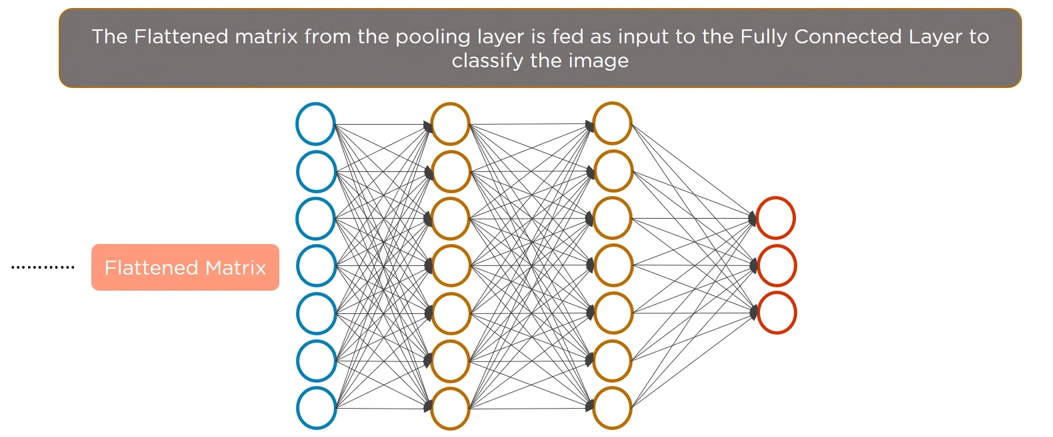 The Flattened matrix from the pooling layer is fed as input to the Fully Connected Layer to
classify the image
Flattened Matrix